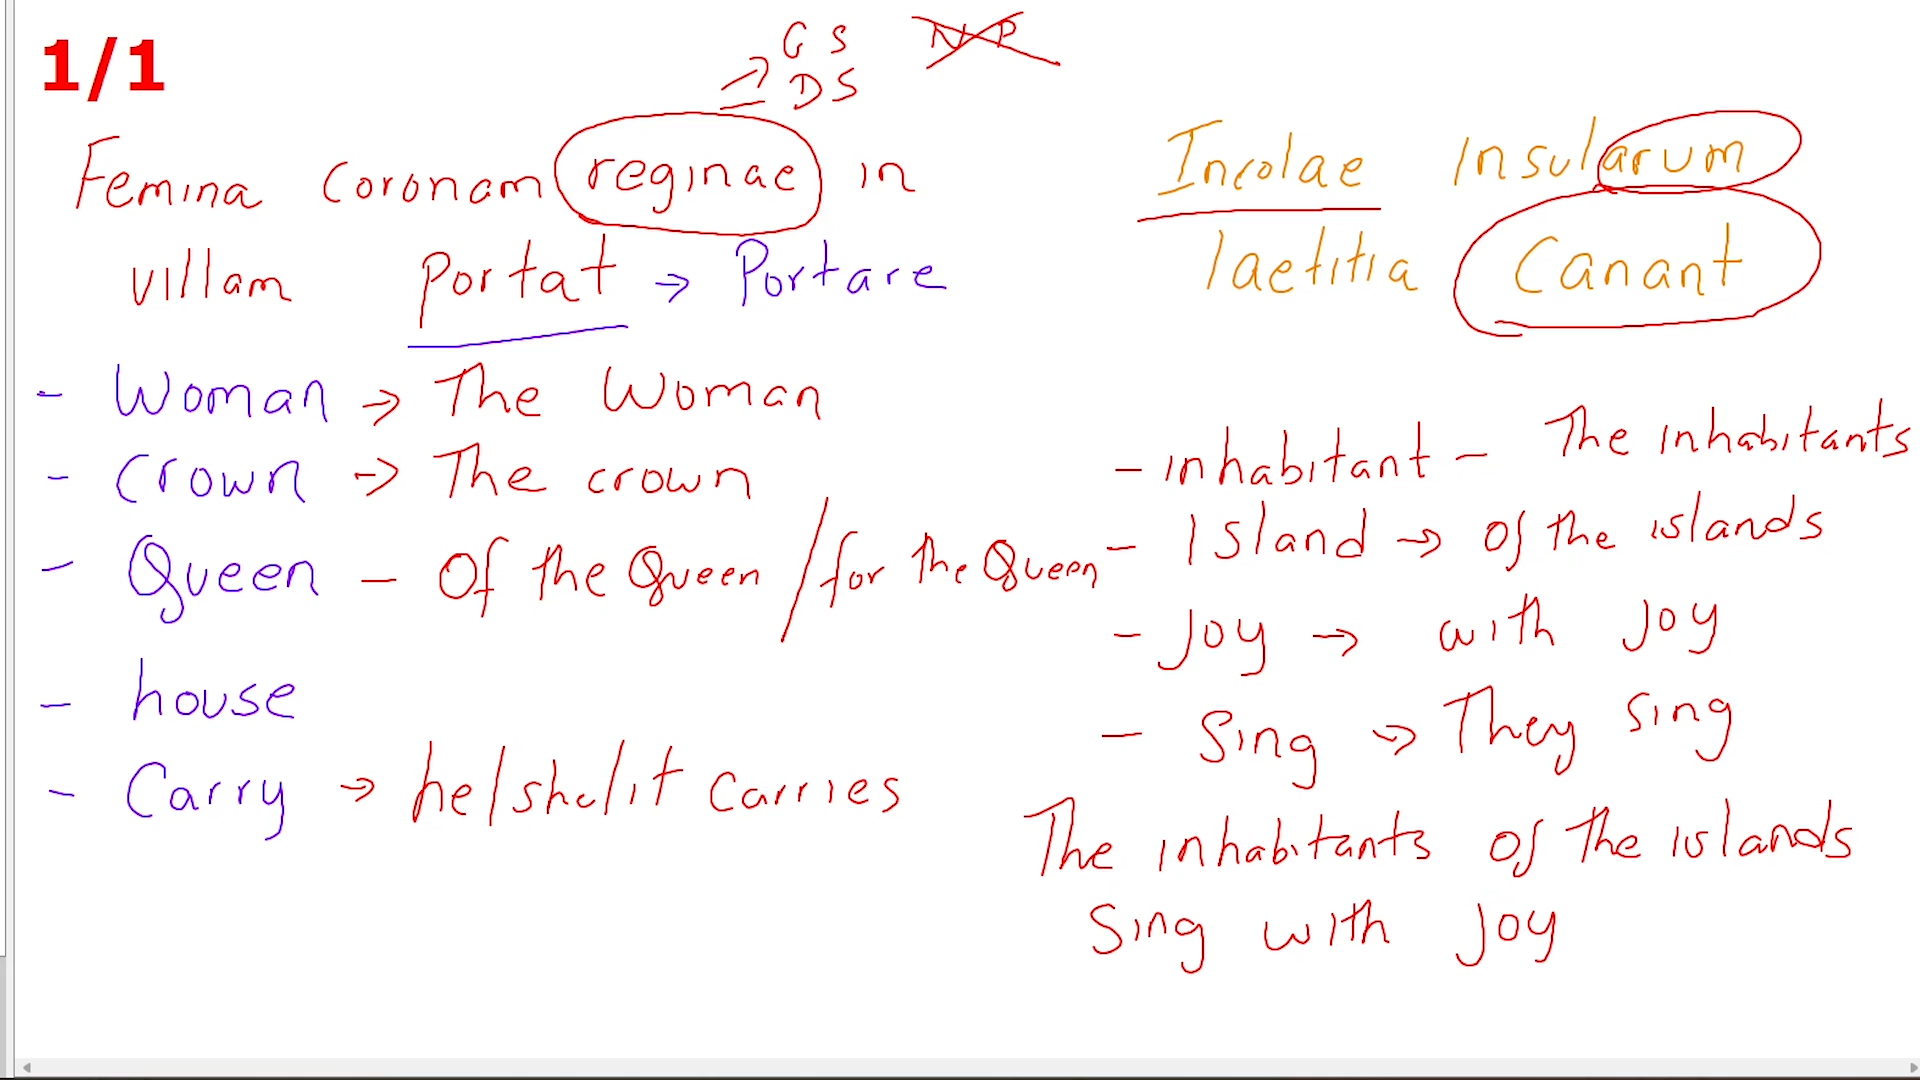 1/1
G S
D S
N P
Femina coronam reginae in
villam portat → Portare
- Woman → The Woman
- Crown → The crown
- Queen - Of the Queen / for the Queen
- house
- Carry → he/she/it carries
Incolae Insularum
laetitia Canant
- inhabitant - The inhabitants
- Island → of the islands
- Joy → with joy
- Sing → They sing
The inhabitants of the islands
Sing with joy